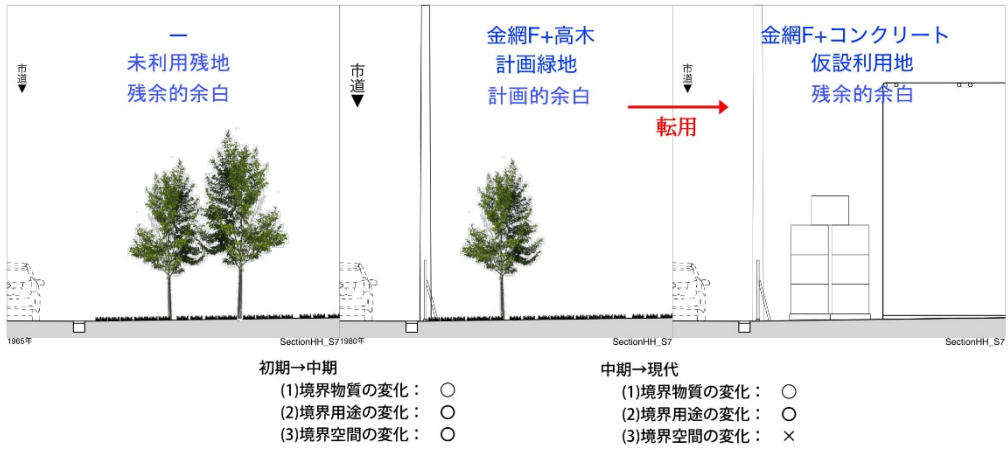 ー
未利用残地
残余的余白
市道▼
1965年
SectionHH_S7
金網F+高木
計画緑地
計画的余白
市道▼
1980年
SectionHH_S7
転用
金網F+コンクリート
仮設利用地
残余的余白
市道▼
SectionHH_S7
初期→中期
(1)境界物質の変化： ○
(2)境界用途の変化： ○
(3)境界空間の変化： ○
中期→現代
(1)境界物質の変化： ○
(2)境界用途の変化： ○
(3)境界空間の変化： ×